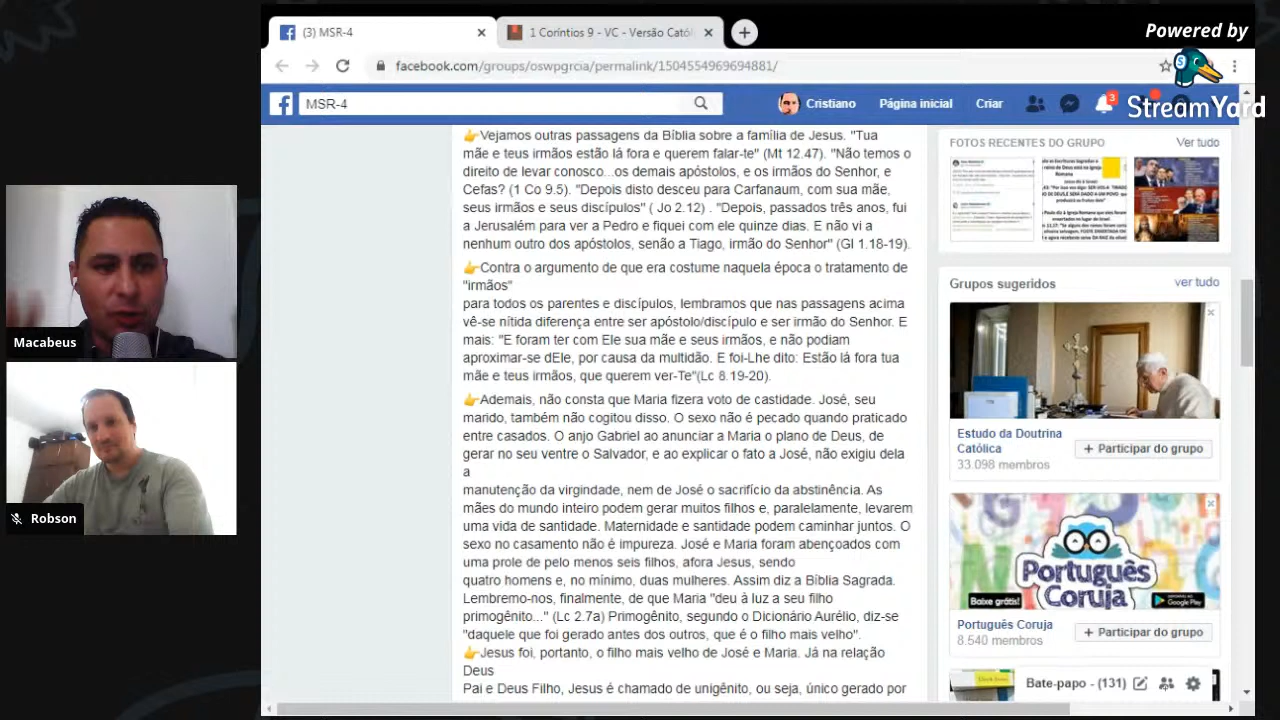 (3) MSR-4
1 Coríntios 9 - VC - Versão Catól
Powered by
StreamYard
facebook.com/groups/oswpgrcia/permalink/1504554969694881/
MSR-4
Cristiano
Página inicial
Criar
3
👉Vejamos outras passagens da Bíblia sobre a família de Jesus. "Tua
mãe e teus irmãos estão lá fora e querem falar-te" (Mt 12.47). "Não temos o
direito de levar conosco...os demais apóstolos, e os irmãos do Senhor, e
Cefas? (1 Co 9.5). "Depois disto desceu para Carfanaum, com sua mãe,
seus irmãos e seus discípulos" (Jo 2.12) . "Depois, passados três anos, fui
a Jerusalém para ver a Pedro e fiquei com ele quinze dias. E não vi a
nenhum outro dos apóstolos, senão a Tiago, irmão do Senhor" (Gl 1.18-19).
👉Contra o argumento de que era costume naquela época o tratamento de
"irmãos"
para todos os parentes e discípulos, lembramos que nas passagens acima
vê-se nítida diferença entre ser apóstolo/discípulo e ser irmão do Senhor. E
mais: "E foram ter com Ele sua mãe e seus irmãos, e não podiam
aproximar-se dEle, por causa da multidão. E foi-Lhe dito: Estão lá fora tua
mãe e teus irmãos, que querem ver-Te"(Lc 8.19-20).
👉Ademais, não consta que Maria fizera voto de castidade. José, seu
marido, também não cogitou disso. O sexo não é pecado quando praticado
entre casados. O anjo Gabriel ao anunciar a Maria o plano de Deus, de
gerar no seu ventre o Salvador, e ao explicar o fato a José, não exigiu dela
a
manutenção da virgindade, nem de José o sacrifício da abstinência. As
mães do mundo inteiro podem gerar muitos filhos e, paralelamente, levarem
uma vida de santidade. Maternidade e santidade podem caminhar juntos. O
sexo no casamento não é impureza. José e Maria foram abençoados com
uma prole de pelo menos seis filhos, afora Jesus, sendo
quatro homens e, no mínimo, duas mulheres. Assim diz a Bíblia Sagrada.
Lembremo-nos, finalmente, de que Maria "deu à luz a seu filho
primogênito..." (Lc 2.7a) Primogênito, segundo o Dicionário Aurélio, diz-se
"daquele que foi gerado antes dos outros, que é o filho mais velho".
👉Jesus foi, portanto, o filho mais velho de José e Maria. Já na relação
Deus
Pai e Deus Filho, Jesus é chamado de unigênito, ou seja, único gerado por
FOTOS RECENTES DO GRUPO
Ver tudo
Grupos sugeridos
ver tudo
Estudo da Doutrina
Católica
33.098 membros
+ Participar do grupo
Português
Coruja
Baixe grátis!
Google Play
Português Coruja
8.540 membros
+ Participar do grupo
Bate-papo - (131)
Macabeus
Robson